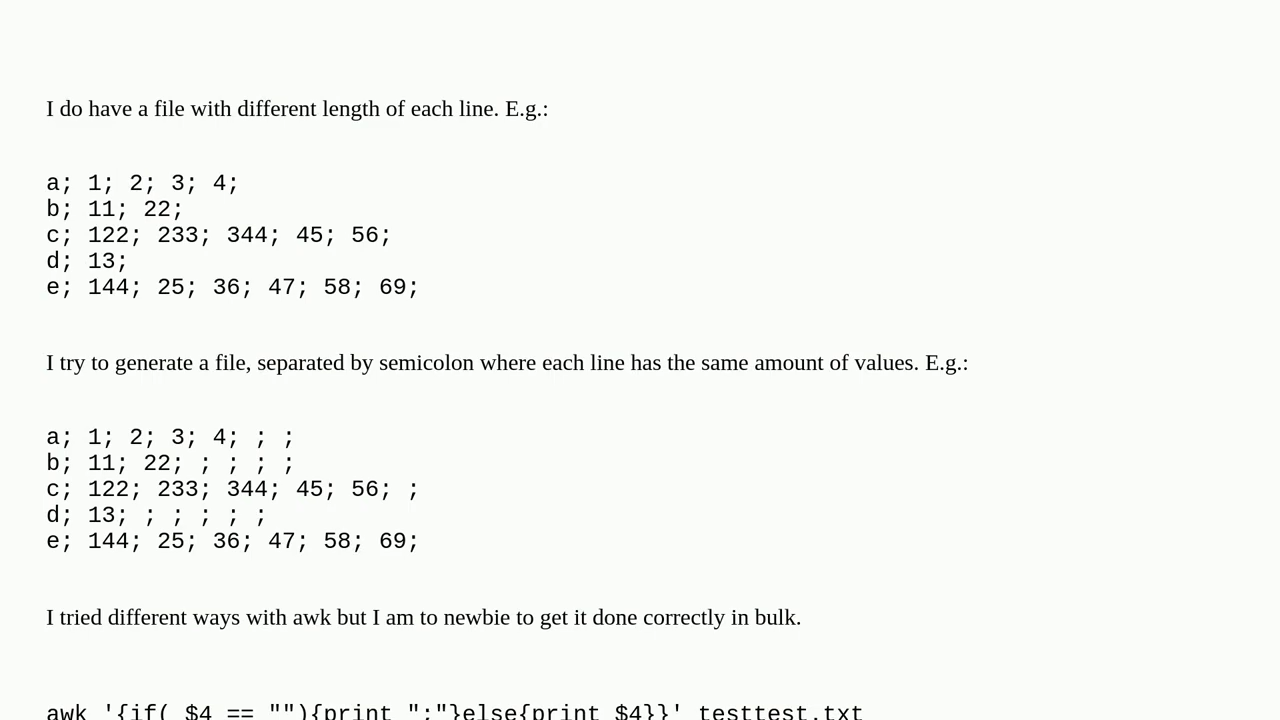 I do have a file with different length of each line. E.g.:
a; 1; 2; 3; 4;
b; 11; 22;
c; 122; 233; 344; 45; 56;
d; 13;
e; 144; 25; 36; 47; 58; 69;
I try to generate a file, separated by semicolon where each line has the same amount of values. E.g.:
a; 1; 2; 3; 4; ; ;
b; 11; 22; ; ; ; ;
c; 122; 233; 344; 45; 56; ;
d; 13; ; ; ; ; ;
e; 144; 25; 36; 47; 58; 69;
I tried different ways with awk but I am to newbie to get it done correctly in bulk.
awk '{if( $4 == ""){print ";"}else{print $4}}' testtest.txt